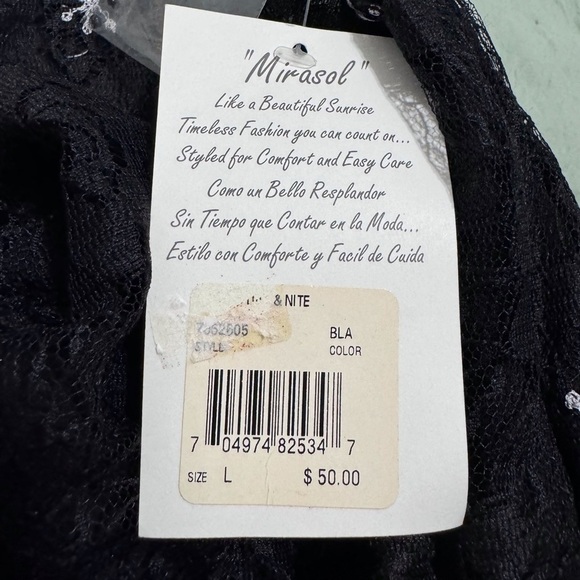 "Mirasol"
Like a Beautiful Sunrise
Timeless Fashion you can count on...
Styled for Comfort and Easy Care
Como un Bello Resplandor
Sin Tiempo que Contar en la Moda...
Estilo con Comforte y Facil de Cuida
& NITE
BLA
STYLE COLOR
7 04974 82534 7
SIZE L $ 50.00